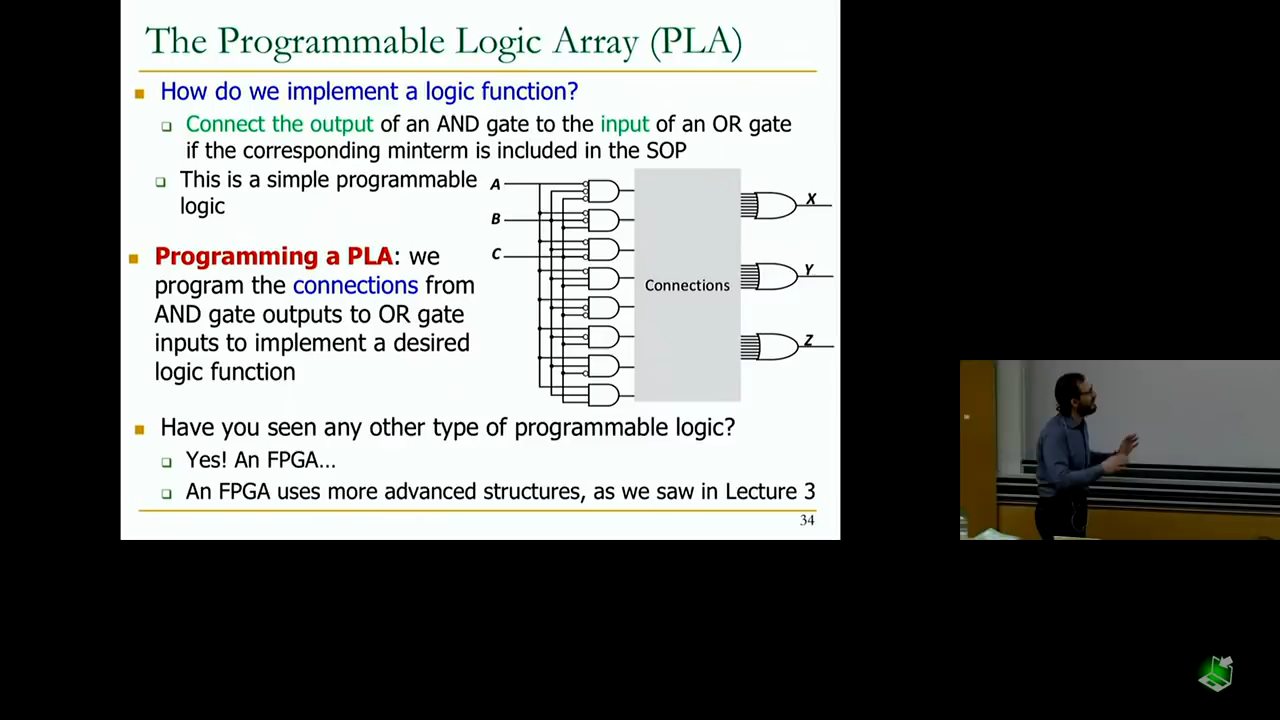 The Programmable Logic Array (PLA)
How do we implement a logic function?
Connect the output of an AND gate to the input of an OR gate
if the corresponding minterm is included in the SOP
This is a simple programmable
logic
A
B
C
Connections
X
Y
Z
Programming a PLA: we
program the connections from
AND gate outputs to OR gate
inputs to implement a desired
logic function
Have you seen any other type of programmable logic?
Yes! An FPGA...
An FPGA uses more advanced structures, as we saw in Lecture 3
34